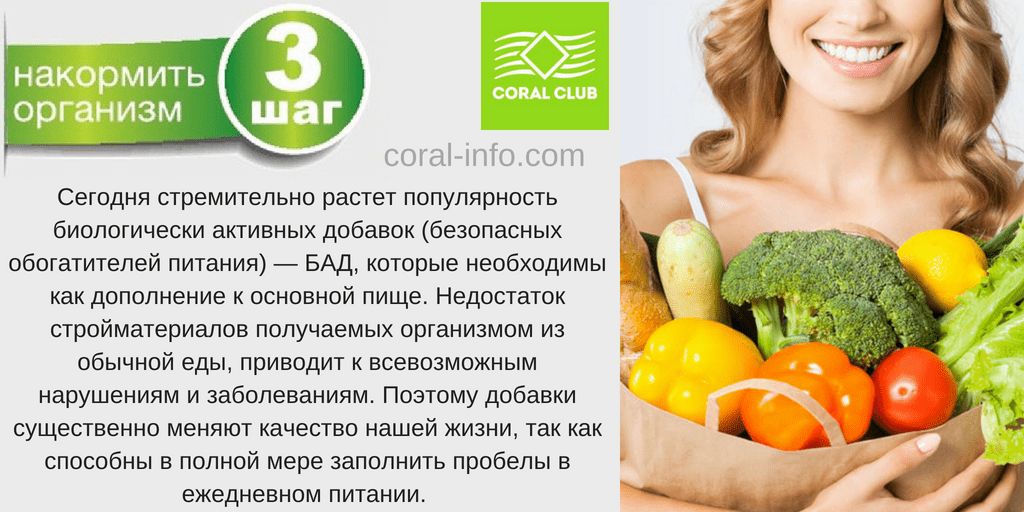 накормить
организм
3
шаг
CORAL CLUB
coral-info.com
Сегодня стремительно растет популярность
биологически активных добавок (безопасных
обогатителей питания) — БАД, которые необходимы
как дополнение к основной пище. Недостаток
стройматериалов получаемых организмом из
обычной еды, приводит к всевозможным
нарушениям и заболеваниям. Поэтому добавки
существенно меняют качество нашей жизни, так как
способны в полной мере заполнить пробелы в
ежедневном питании.